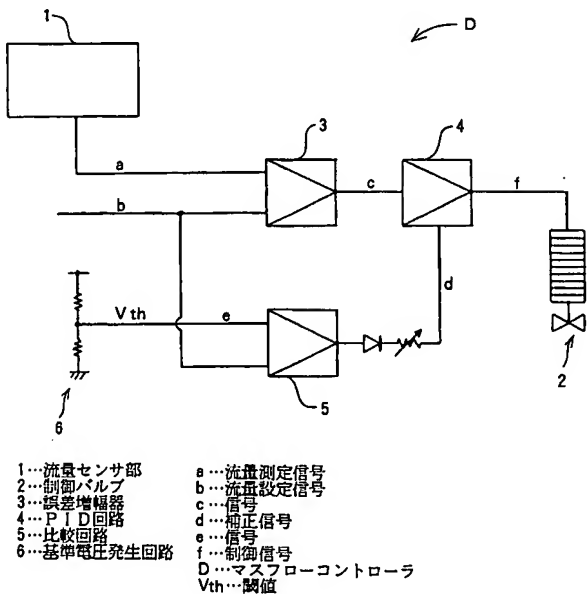 1
D
3
4
a
c
f
b
d
Vth
e
2
5
6
1…流量センサ部
2…制御バルブ
3…誤差増幅器
4…PID回路
5…比較回路
6…基準電圧発生回路
a…流量測定信号
b…流量設定信号
c…信号
d…補正信号
e…信号
f…制御信号
D…マスフローコントローラ
Vth…閾値